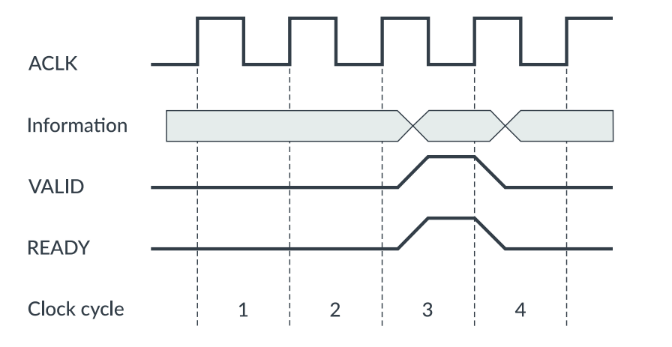 ACLK
Information
VALID
READY
Clock cycle 1 2 3 4